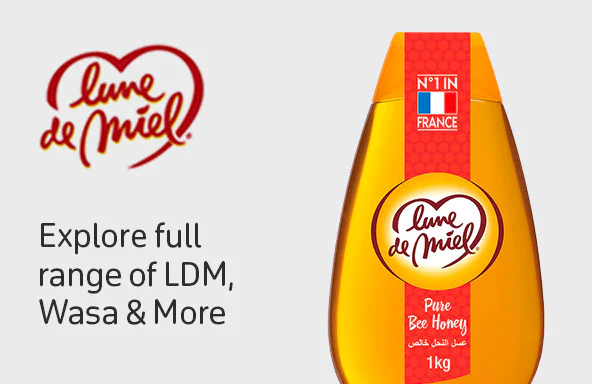 lune
de miel®
Explore full
range of LDM,
Wasa & More
N°1 IN
FRANCE
lune
de miel®
Pure
Bee Honey
عسل النحل خالص
1kg